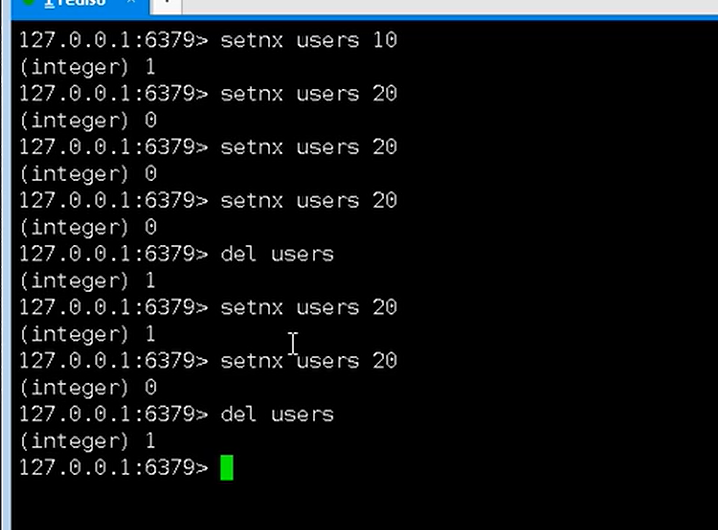 1 redis6
127.0.0.1:6379> setnx users 10
(integer) 1
127.0.0.1:6379> setnx users 20
(integer) 0
127.0.0.1:6379> setnx users 20
(integer) 0
127.0.0.1:6379> setnx users 20
(integer) 0
127.0.0.1:6379> del users
(integer) 1
127.0.0.1:6379> setnx users 20
(integer) 1
127.0.0.1:6379> setnx users 20
(integer) 0
127.0.0.1:6379> del users
(integer) 1
127.0.0.1:6379>